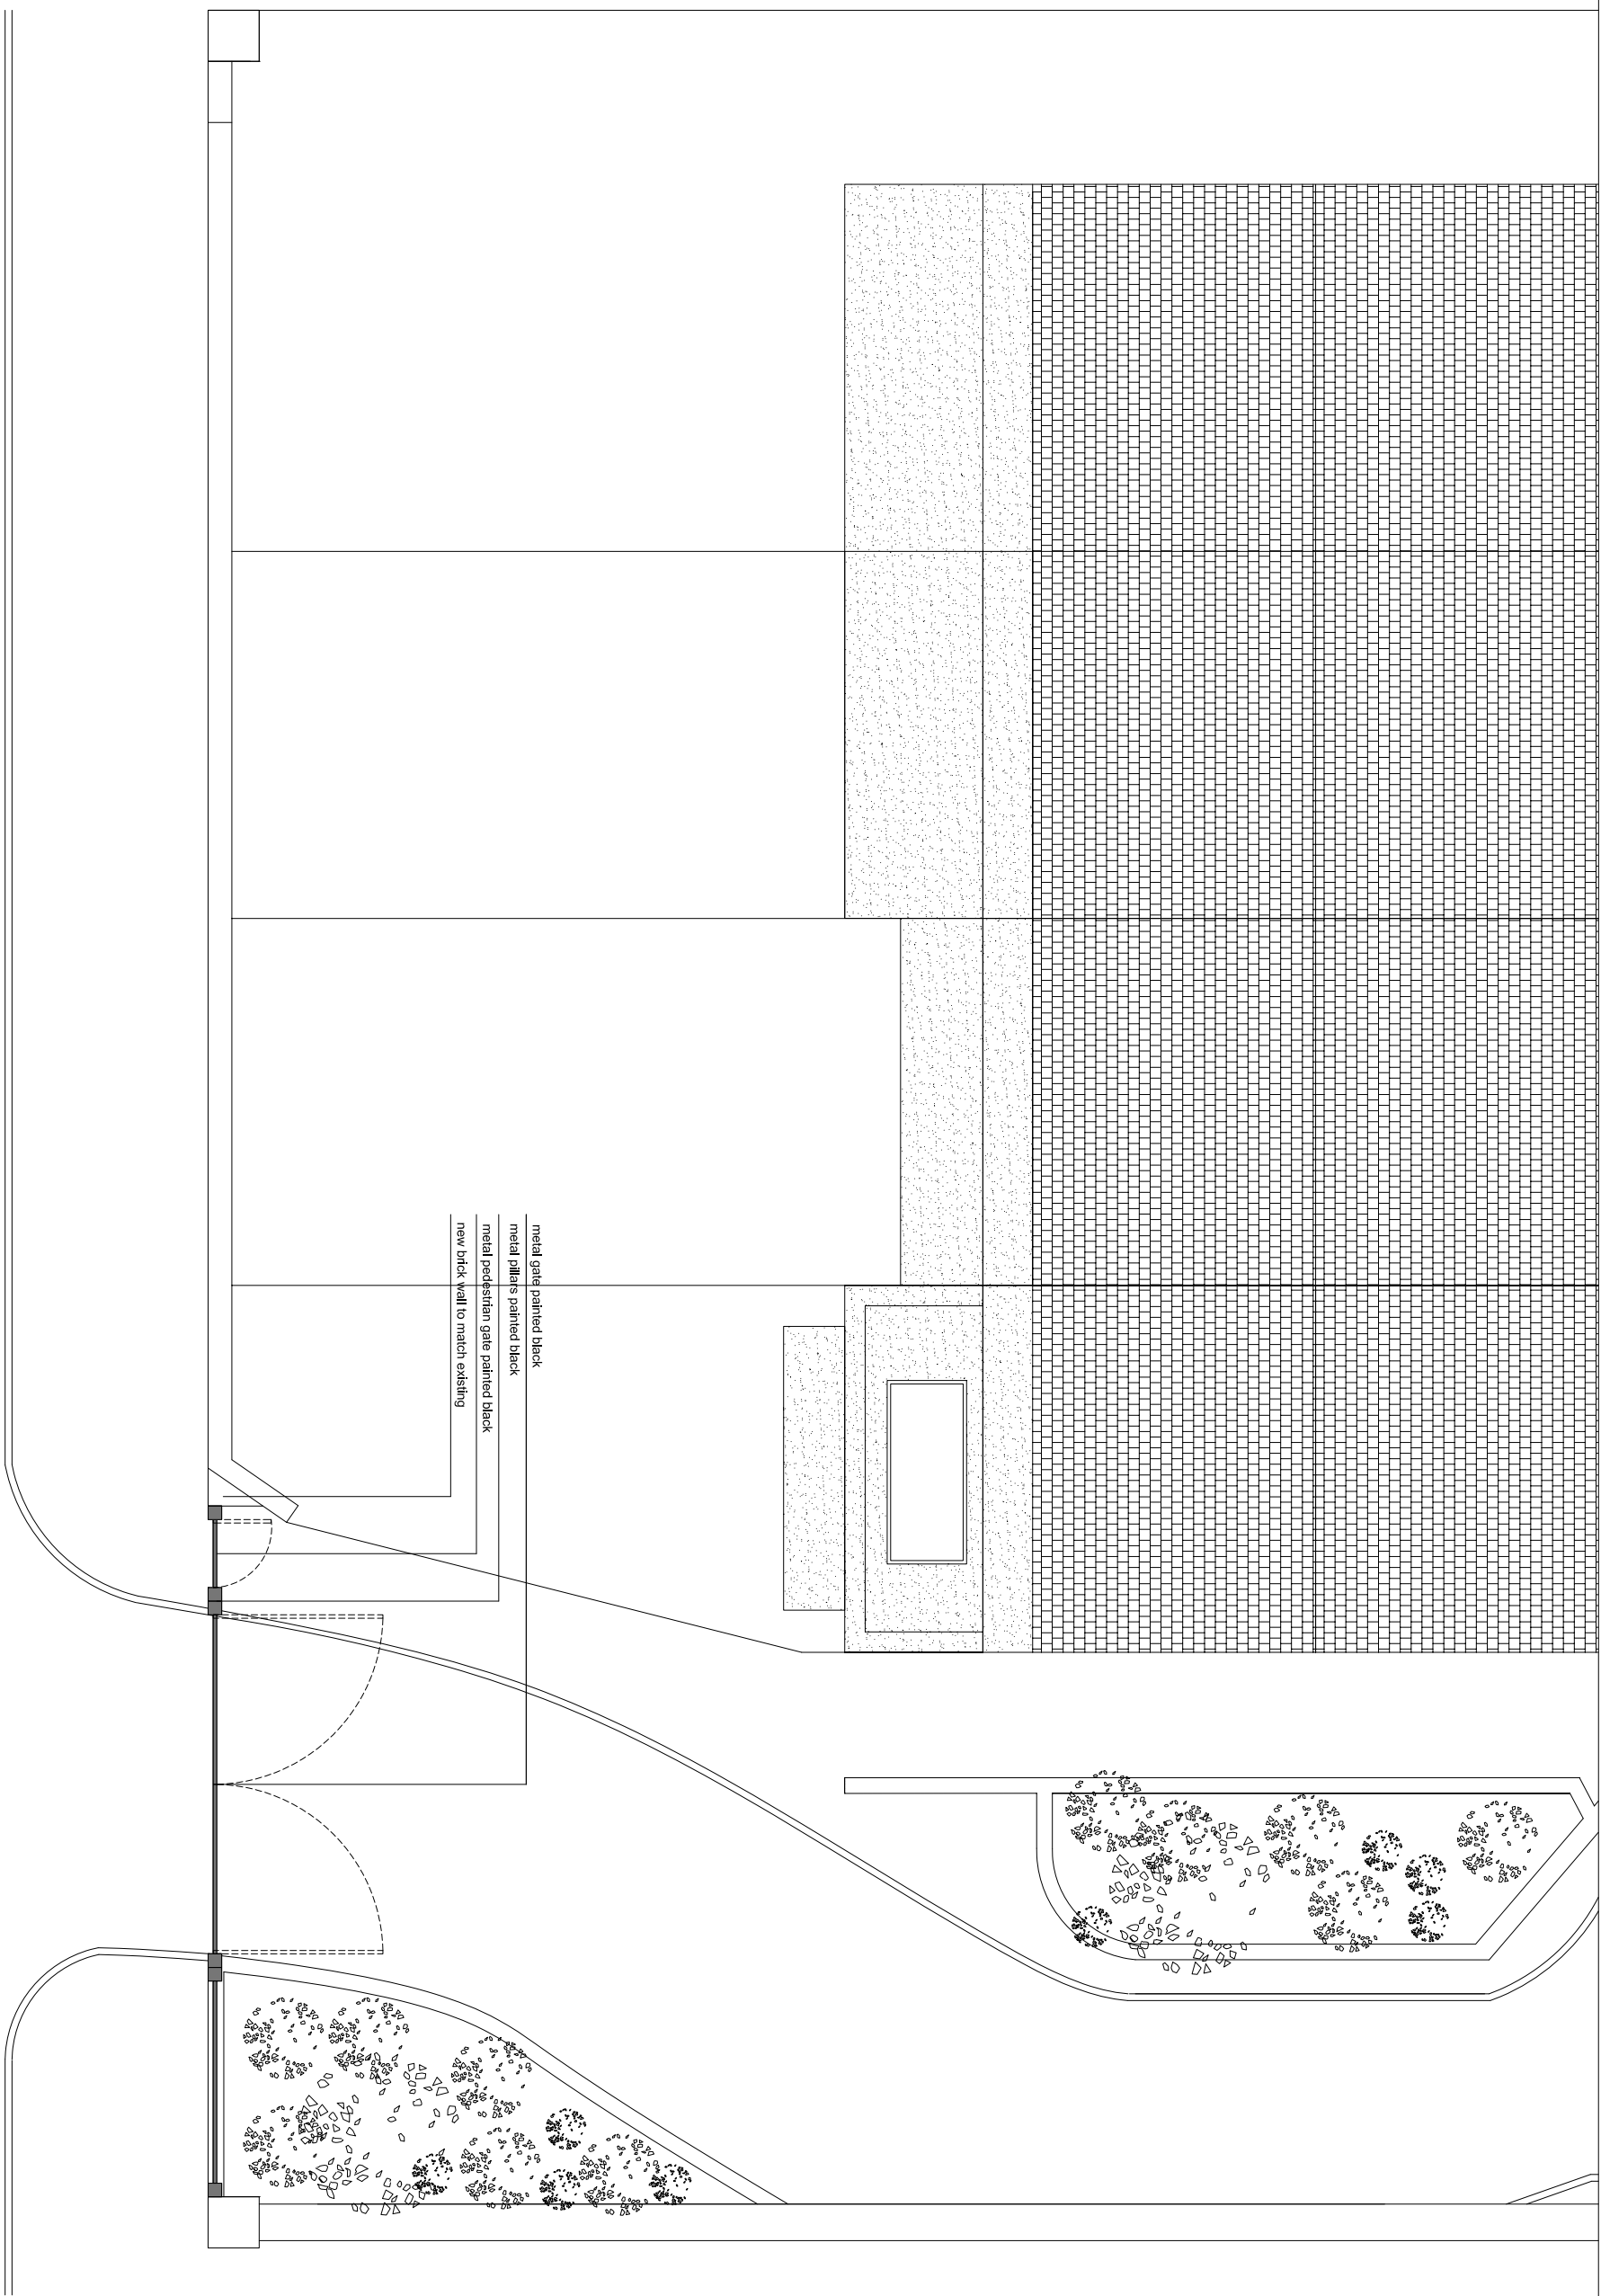 metal gate painted black
metal pillars painted black
metal pedestrian gate painted black
new brick wall to match existing